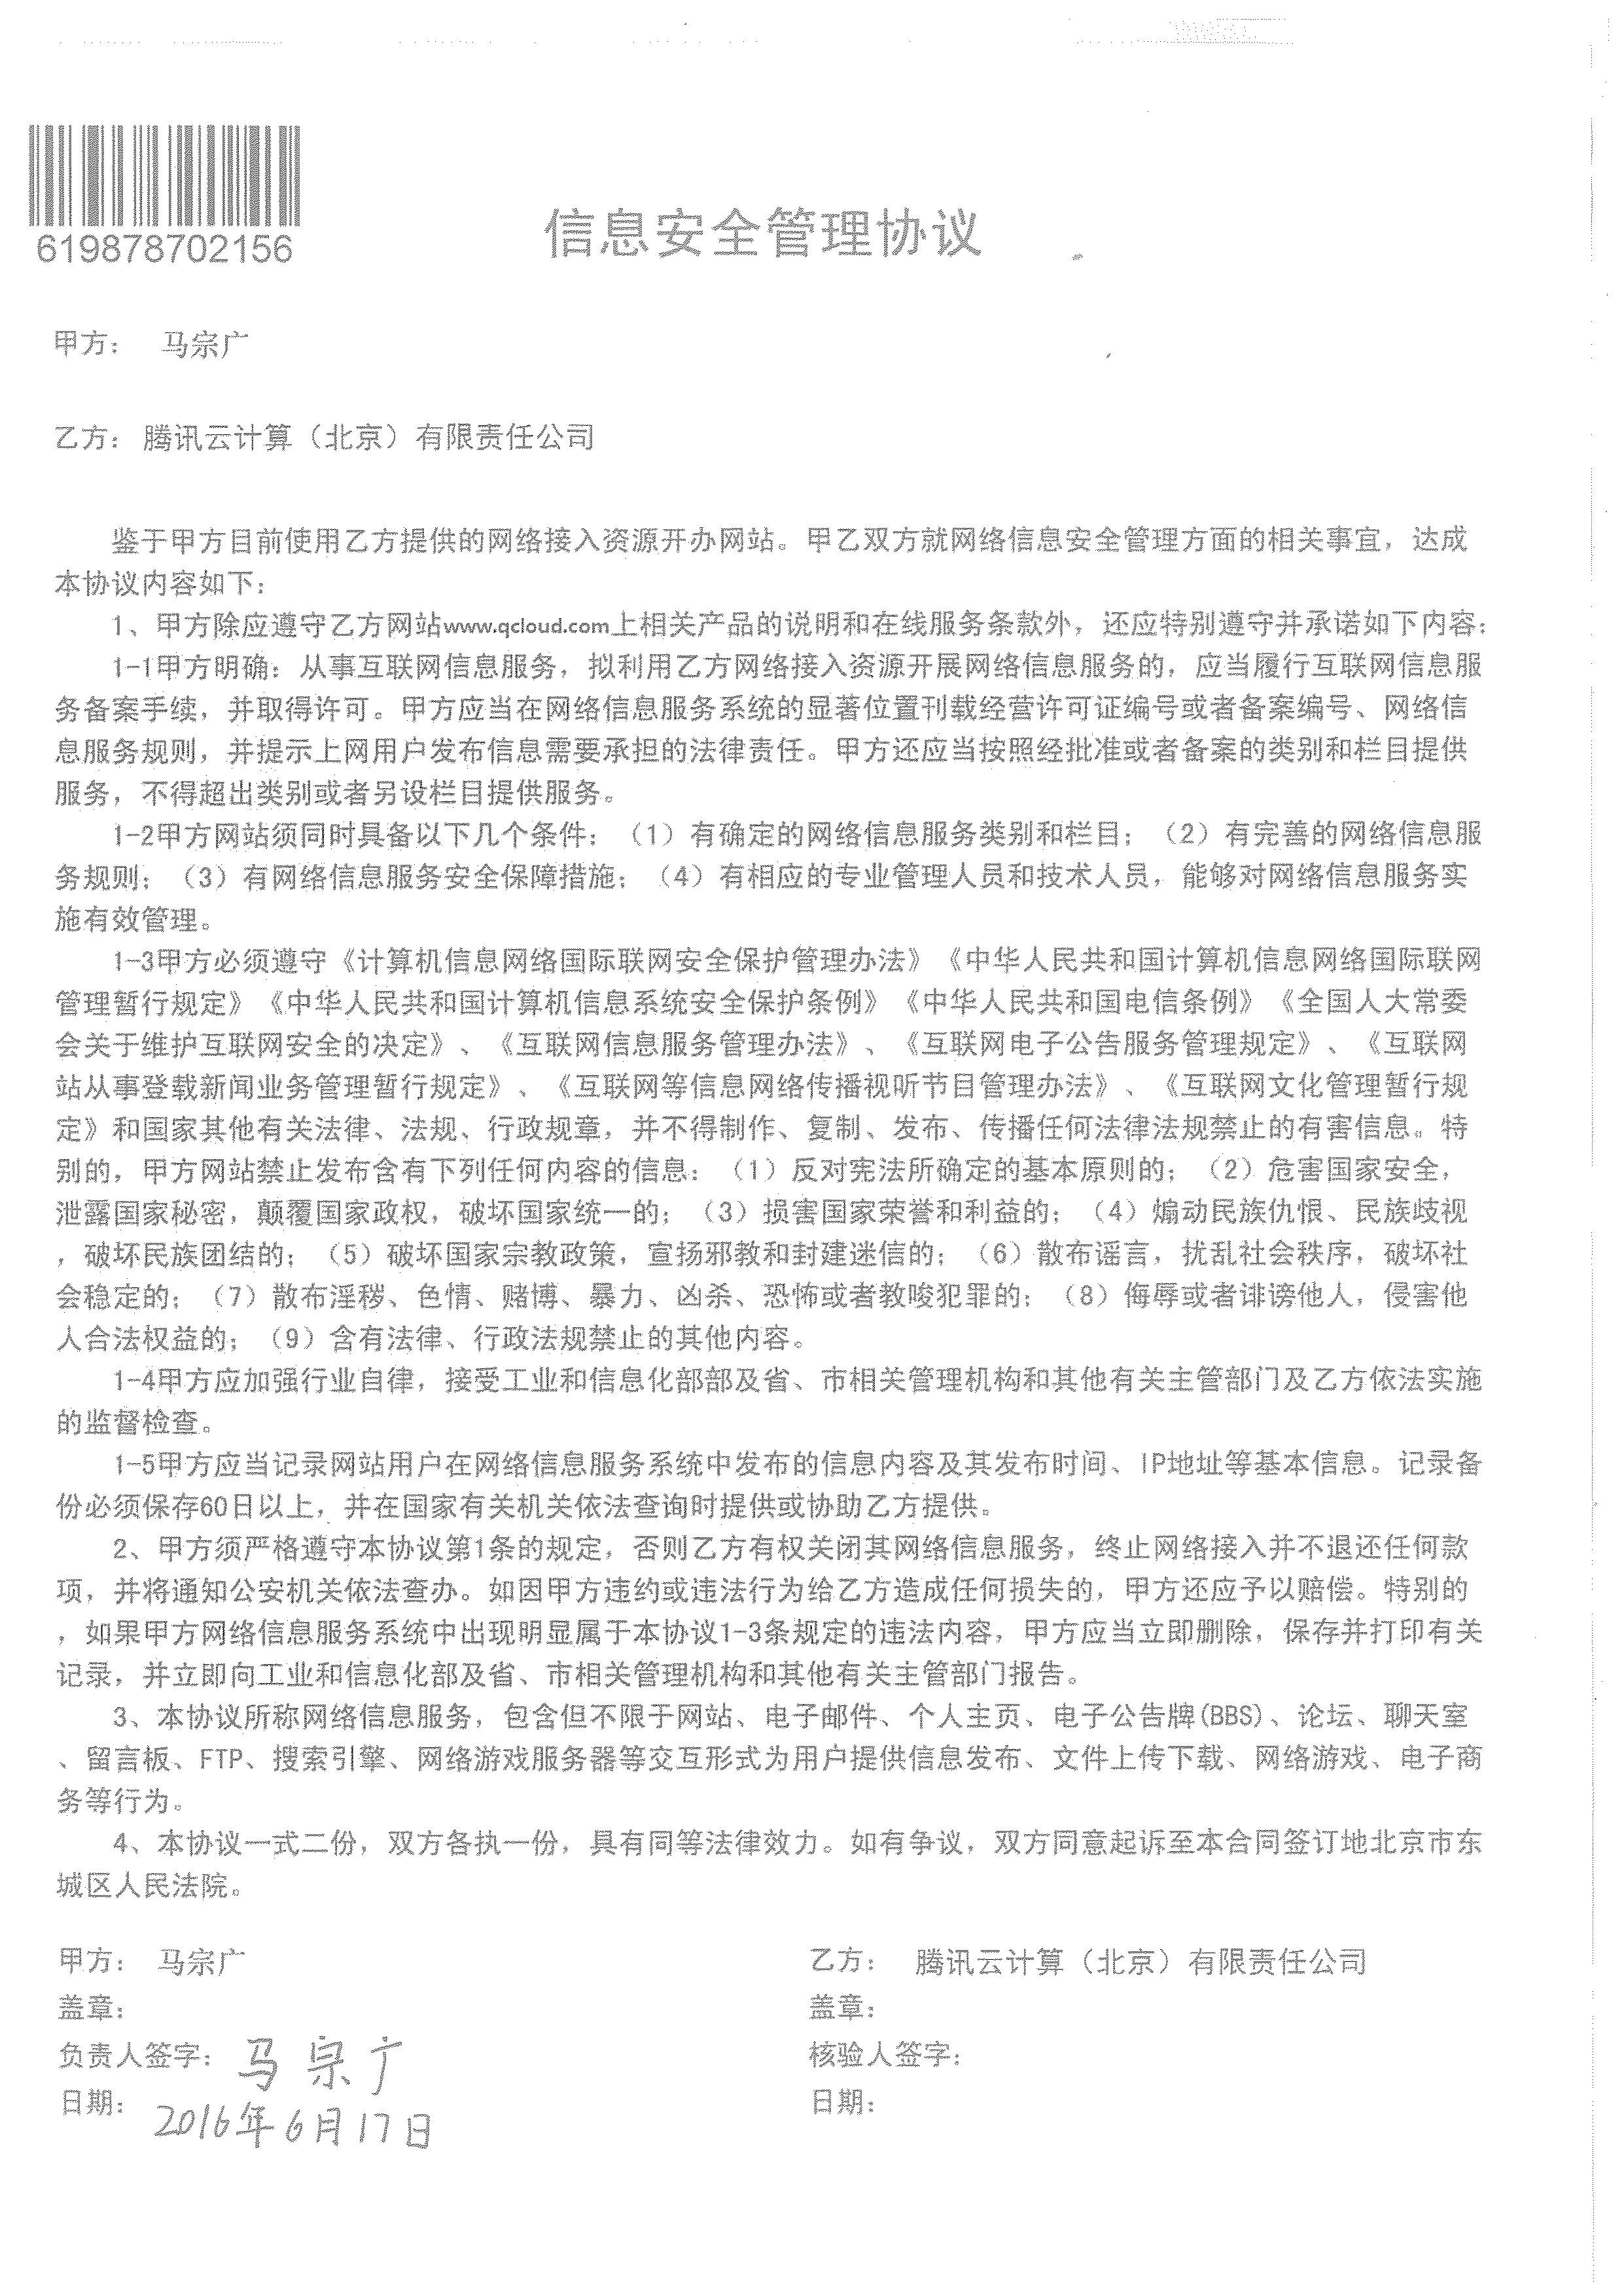 619878702156
信息安全管理协议
甲方： 马宗广
乙方：腾讯云计算（北京）有限责任公司
鉴于甲方目前使用乙方提供的网络接入资源开办网站。甲乙双方就网络信息安全管理方面的相关事宜，达成
本协议内容如下：
1、甲方除应遵守乙方网站www.qcloud.com上相关产品的说明和在线服务条款外，还应特别遵守并承诺如下内容：
1-1甲方明确：从事互联网信息服务，拟利用乙方网络接入资源开展网络信息服务的，应当履行互联网信息服
务备案手续，并取得许可。甲方应当在网络信息服务系统的显著位置刊载经营许可证编号或者备案编号、网络信
息服务规则，并提示上网用户发布信息需要承担的法律责任。甲方还应当按照经批准或者备案的类别和栏目提供
服务，不得超出类别或者另设栏目提供服务。
1-2甲方网站须同时具备以下几个条件：（1）有确定的网络信息服务类别和栏目；（2）有完善的网络信息服
务规则；（3）有网络信息服务安全保障措施；（4）有相应的专业管理人员和技术人员，能够对网络信息服务实
施有效管理。
1-3甲方必须遵守《计算机信息网络国际联网安全保护管理办法》《中华人民共和国计算机信息网络国际联网
管理暂行规定》《中华人民共和国计算机信息系统安全保护条例》《中华人民共和国电信条例》《全国人大常委
会关于维护互联网安全的决定》、《互联网信息服务管理办法》、《互联网电子公告服务管理规定》、《互联网
站从事登载新闻业务管理暂行规定》、《互联网等信息网络传播视听节目管理办法》、《互联网文化管理暂行规
定》和国家其他有关法律、法规、行政规章，并不得制作、复制、发布、传播任何法律法规禁止的有害信息。特
别的，甲方网站禁止发布含有下列任何内容的信息：（1）反对宪法所确定的基本原则的；（2）危害国家安全，
泄露国家秘密，颠覆国家政权，破坏国家统一的；（3）损害国家荣誉和利益的；（4）煽动民族仇恨、民族歧视
，破坏民族团结的；（5）破坏国家宗教政策，宣扬邪教和封建迷信的；（6）散布谣言，扰乱社会秩序，破坏社
会稳定的；（7）散布淫秽、色情、赌博、暴力、凶杀、恐怖或者教唆犯罪的；（8）侮辱或者诽谤他人，侵害他
人合法权益的；（9）含有法律、行政法规禁止的其他内容。
1-4甲方应加强行业自律，接受工业和信息化部部及省、市相关管理机构和其他有关主管部门及乙方依法实施
的监督检查。
1-5甲方应当记录网站用户在网络信息服务系统中发布的信息内容及其发布时间、IP地址等基本信息。记录备
份必须保存60日以上，并在国家有关机关依法查询时提供或协助乙方提供。
2、甲方须严格遵守本协议第1条的规定，否则乙方有权关闭其网络信息服务，终止网络接入并不退还任何款
项，并将通知公安机关依法查办。如因甲方违约或违法行为给乙方造成任何损失的，甲方还应予以赔偿。特别的
，如果甲方网络信息服务系统中出现明显属于本协议1-3条规定的违法内容，甲方应当立即删除，保存并打印有关
记录，并立即向工业和信息化部及省、市相关管理机构和其他有关主管部门报告。
3、本协议所称网络信息服务，包含但不限于网站、电子邮件、个人主页、电子公告牌(BBS)、论坛、聊天室
、留言板、FTP、搜索引擎、网络游戏服务器等交互形式为用户提供信息发布、文件上传下载、网络游戏、电子商
务等行为。
4、本协议一式二份，双方各执一份，具有同等法律效力。如有争议，双方同意起诉至本合同签订地北京市东
城区人民法院。
甲方： 马宗广 乙方： 腾讯云计算（北京）有限责任公司
盖章： 盖章：
负责人签字：马宗广 核验人签字：
日期：2016年6月17日 日期：